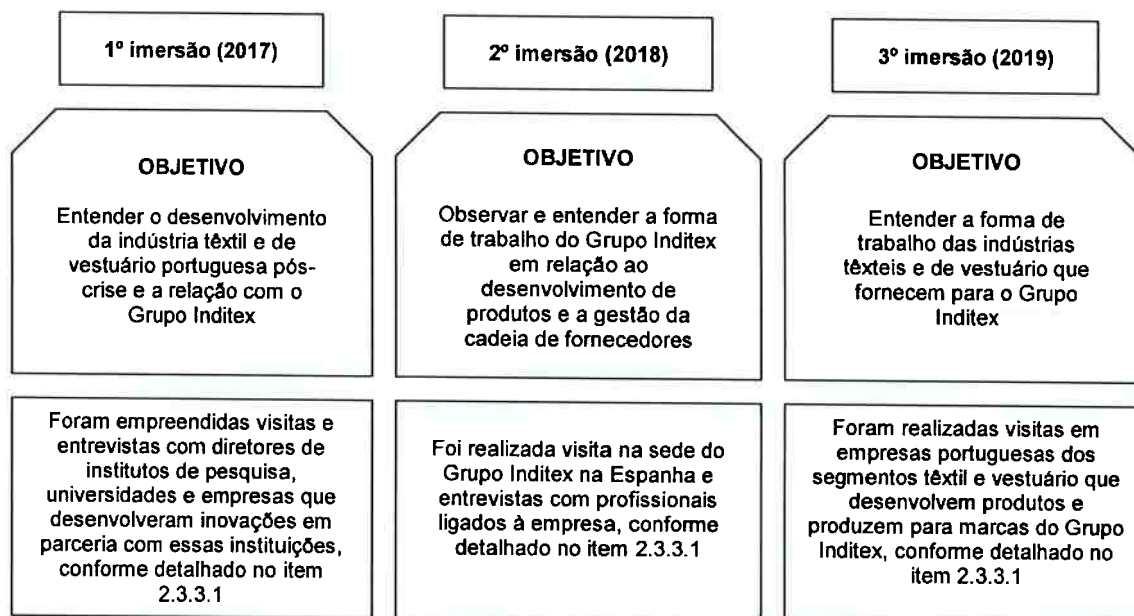 1º imersão (2017)
OBJETIVO
Entender o desenvolvimento
da indústria têxtil e de
vestuário portuguesa pós-
crise e a relação com o
Grupo Inditex
Foram empreendidas visitas e
entrevistas com diretores de
institutos de pesquisa,
universidades e empresas que
desenvolveram inovações em
parceria com essas instituições,
conforme detalhado no item
2.3.3.1
2º imersão (2018)
OBJETIVO
Observar e entender a forma
de trabalho do Grupo Inditex
em relação ao
desenvolvimento de
produtos e a gestão da
cadeia de fornecedores
Foi realizada visita na sede do
Grupo Inditex na Espanha e
entrevistas com profissionais
ligados à empresa, conforme
detalhado no item 2.3.3.1
3º imersão (2019)
OBJETIVO
Entender a forma de
trabalho das indústrias
têxteis e de vestuário que
fornecem para o Grupo
Inditex
Foram realizadas visitas em
empresas portuguesas dos
segmentos têxtil e vestuário que
desenvolvem produtos e
produzem para marcas do Grupo
Inditex, conforme detalhado no
item 2.3.3.1